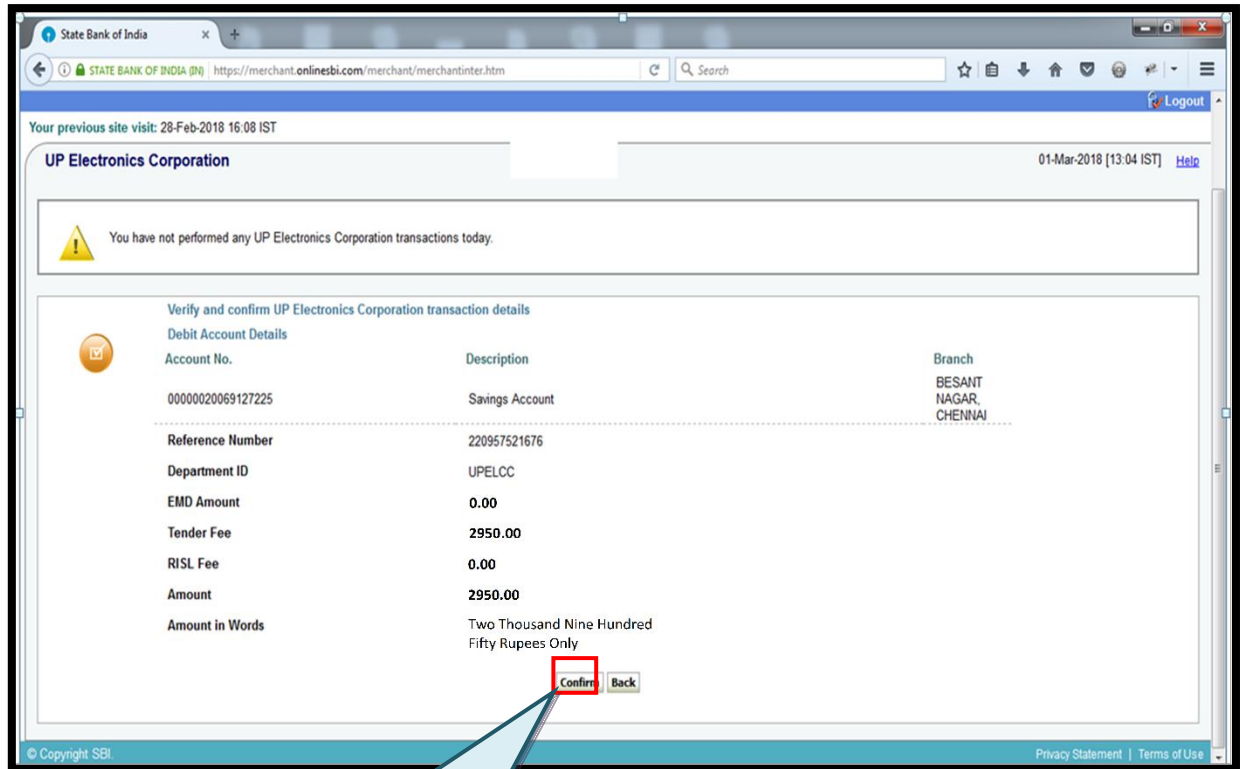 State Bank of India
STATE BANK OF INDIA (IN) https://merchant.onlinesbi.com/merchant/merchantinter.htm Search
Logout
Your previous site visit: 28-Feb-2018 16:08 IST
UP Electronics Corporation 01-Mar-2018 [13:04 IST] Help
You have not performed any UP Electronics Corporation transactions today.
Verify and confirm UP Electronics Corporation transaction details
Debit Account Details
Account No. Description Branch
00000020069127225 Savings Account BESANT
NAGAR,
CHENNAI
Reference Number 220957521676
Department ID UPELCC
EMD Amount 0.00
Tender Fee 2950.00
RISL Fee 0.00
Amount 2950.00
Amount in Words Two Thousand Nine Hundred
Fifty Rupees Only
Confirm Back
© Copyright SBI. Privacy Statement | Terms of Use